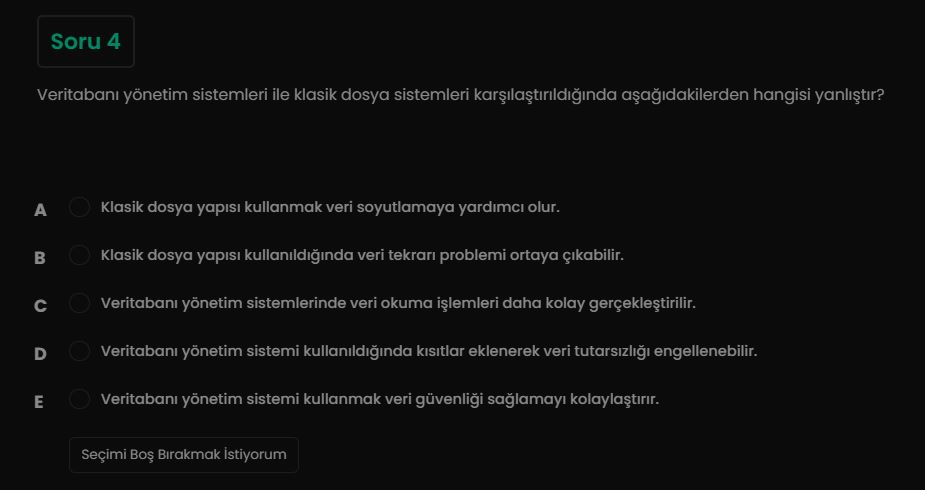 Soru 4
Veritabanı yönetim sistemleri ile klasik dosya sistemleri karşılaştırıldığında aşağıdakilerden hangisi yanlıştır?
A Klasik dosya yapısı kullanmak veri soyutlamaya yardımcı olur.
B Klasik dosya yapısı kullanıldığında veri tekrarı problemi ortaya çıkabilir.
C Veritabanı yönetim sistemlerinde veri okuma işlemleri daha kolay gerçekleştirilir.
D Veritabanı yönetim sistemi kullanıldığında kısıtlar eklenerek veri tutarsızlığı engellenebilir.
E Veritabanı yönetim sistemi kullanmak veri güvenliği sağlamayı kolaylaştırır.
Seçimi Boş Bırakmak İstiyorum